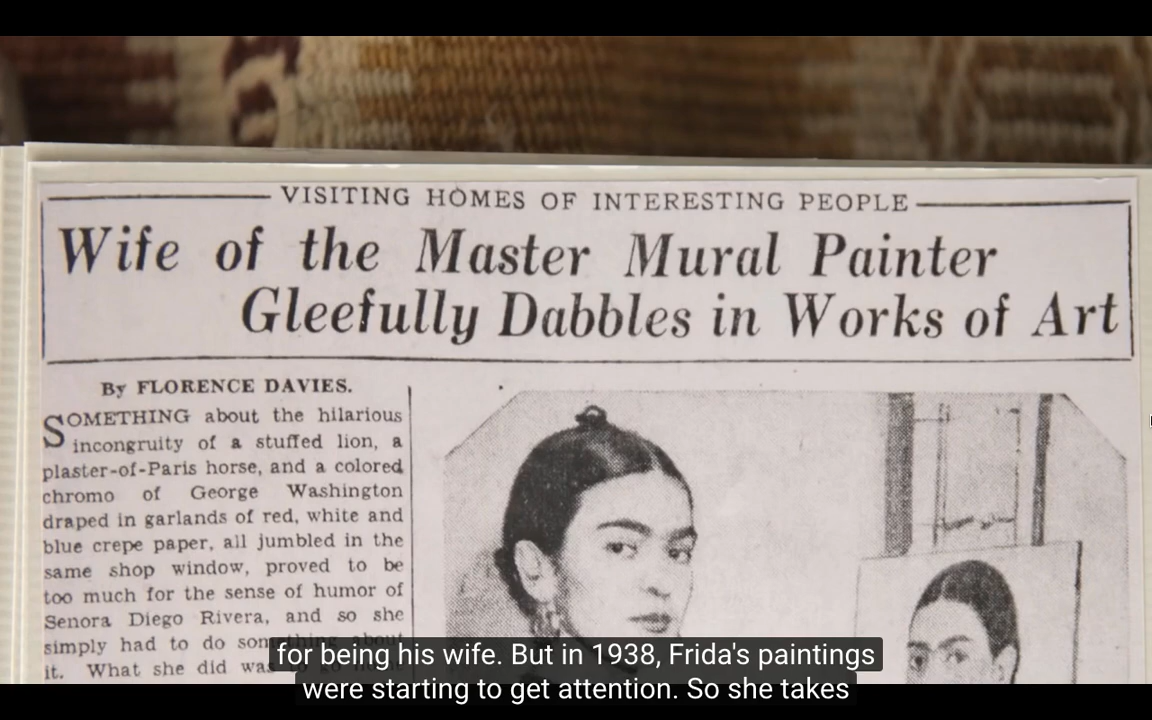 VISITING HOMES OF INTERESTING PEOPLE
Wife of the Master Mural Painter
Gleefully Dabbles in Works of Art
By FLORENCE DAVIES.
SOMETHING about the hilarious
incongruity of a stuffed lion, a
plaster-of-Paris horse, and a colored
chromo of George Washington
draped in garlands of red, white and
blue crepe paper, all jumbled in the
same shop window, proved to be
too much for the sense of humor of
Senora Diego Rivera, and so she
simply had to do something about
it. What she did was
for being his wife. But in 1938, Frida's paintings
were starting to get attention. So she takes